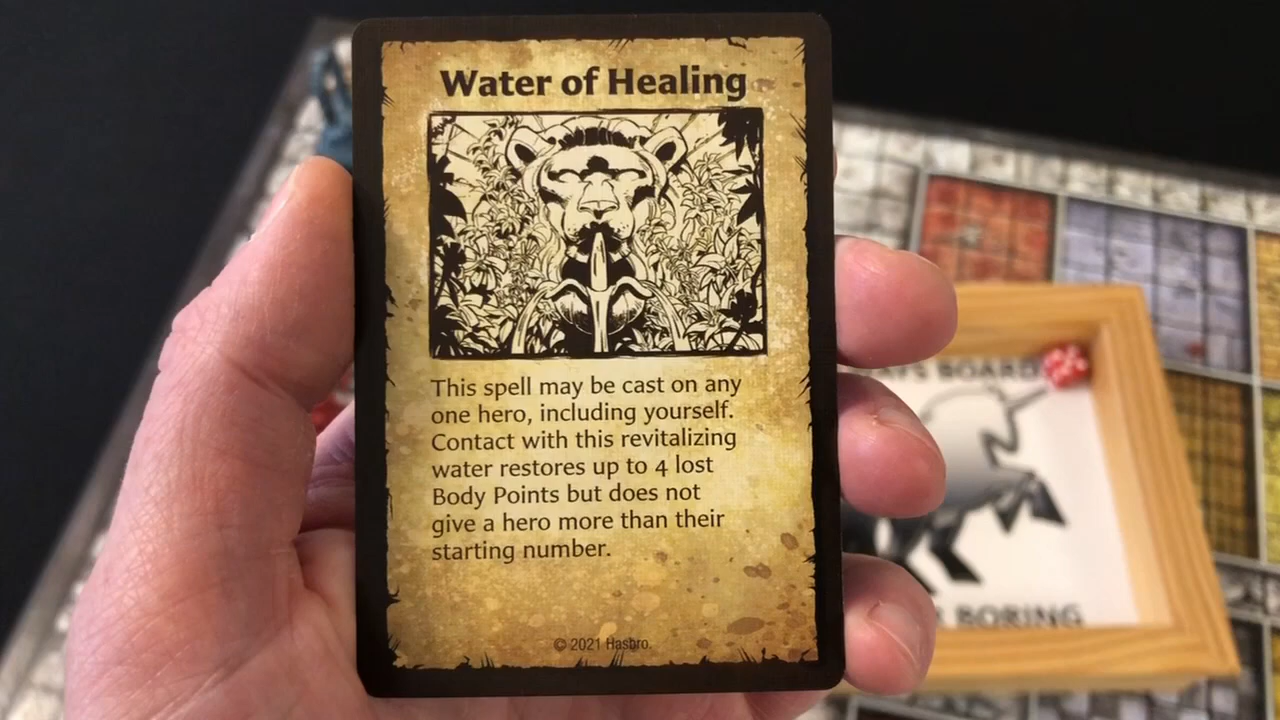 Water of Healing
This spell may be cast on any
one hero, including yourself.
Contact with this revitalizing
water restores up to 4 lost
Body Points but does not
give a hero more than their
starting number.
© 2021 Hasbro.
BOARD
BORING